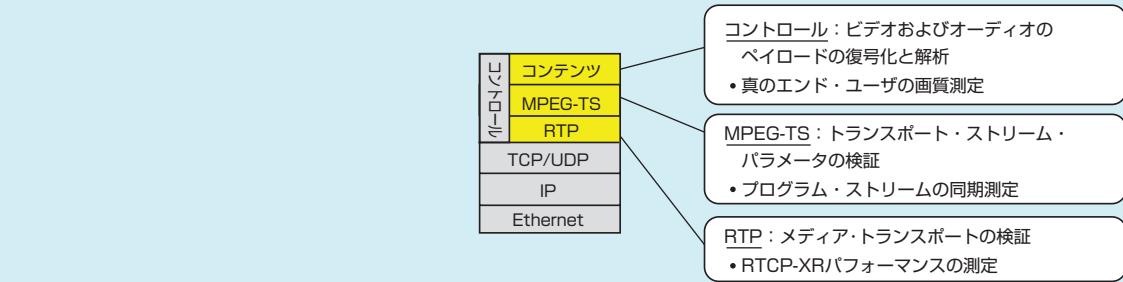 コントロール
コンテンツ
MPEG-TS
RTP
TCP/UDP
IP
Ethernet
コントロール：ビデオおよびオーディオの
ペイロードの復号化と解析
• 真のエンド・ユーザの画質測定
MPEG-TS：トランスポート・ストリーム・
パラメータの検証
• プログラム・ストリームの同期測定
RTP：メディア・トランスポートの検証
• RTCP-XRパフォーマンスの測定